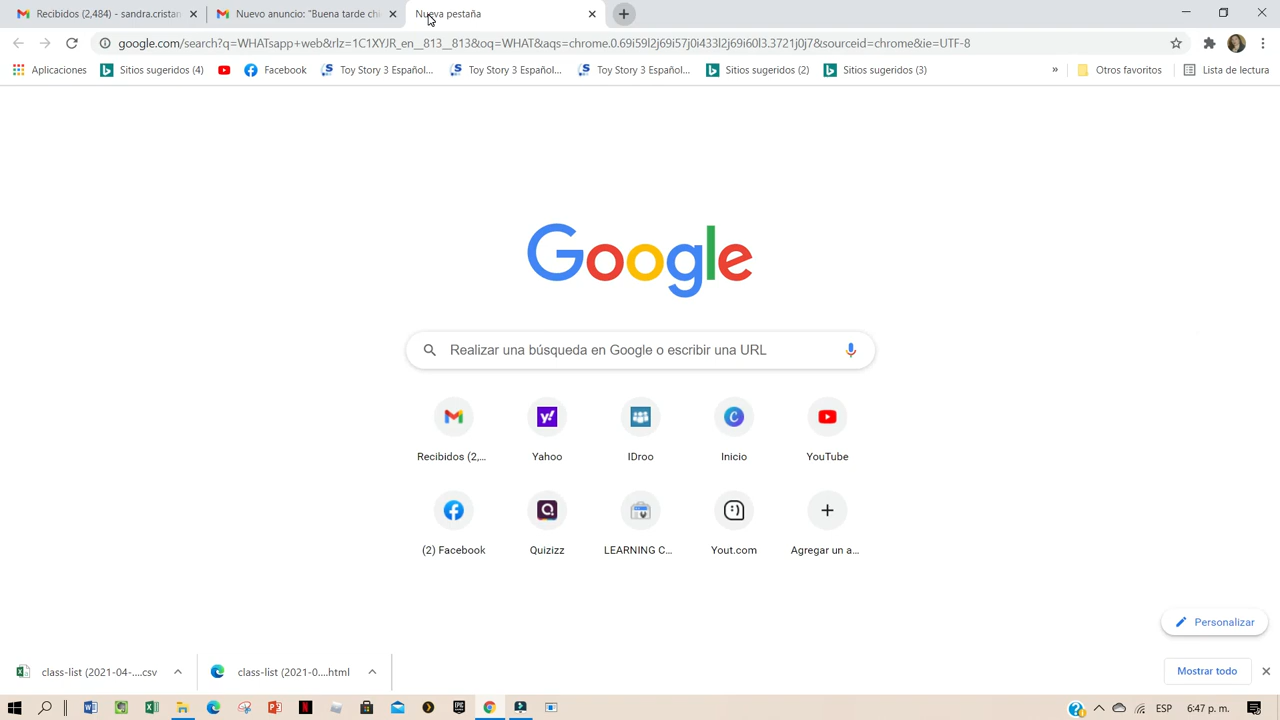 Recibidos (2,484) - sandra.cristan
Nuevo anuncio: "Buena tarde chi
Nueva pestaña
google.com/search?q=WHATsapp+web&rlz=1C1XYJR_en__813__813&oq=WHAT&aqs=chrome.0.69i59l2j69i57j0i433l2j69i60l3.3721j0j7&sourceid=chrome&ie=UTF-8
Aplicaciones
Sitios sugeridos (4)
Facebook
Toy Story 3 Español...
Toy Story 3 Español...
Toy Story 3 Español...
Sitios sugeridos (2)
Sitios sugeridos (3)
»
Otros favoritos
Lista de lectura
Google
Realizar una búsqueda en Google o escribir una URL
Recibidos (2,...
Yahoo
IDroo
Inicio
YouTube
(2) Facebook
Quizizz
LEARNING C...
Yout.com
Agregar un a...
Personalizar
class-list (2021-04-....csv
class-list (2021-0....html
Mostrar todo
ESP
6:47 p. m.